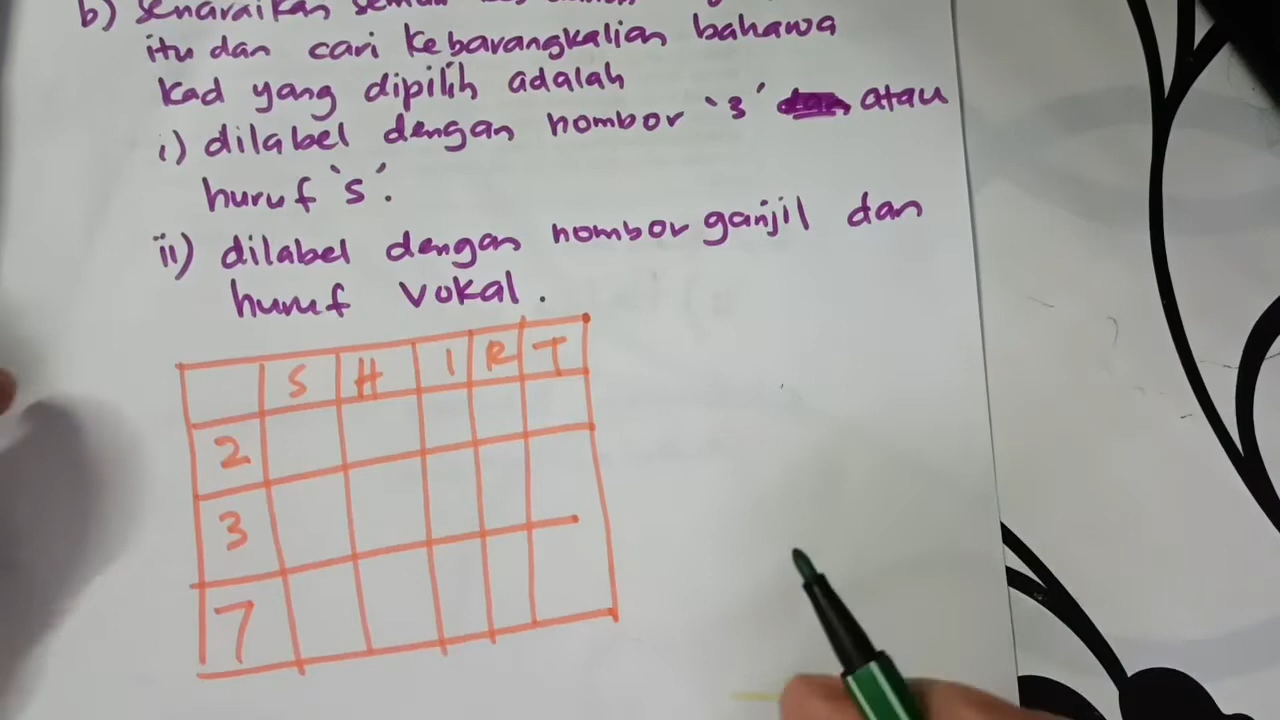 b) senaraikan semua
itu dan cari kebarangkalian bahawa
kad yang dipilih adalah
i) dilabel dengan nombor '3' atau
huruf 's'.
ii) dilabel dengan nombor ganjil dan
huruf vokal.
S H I R T
2
3
7